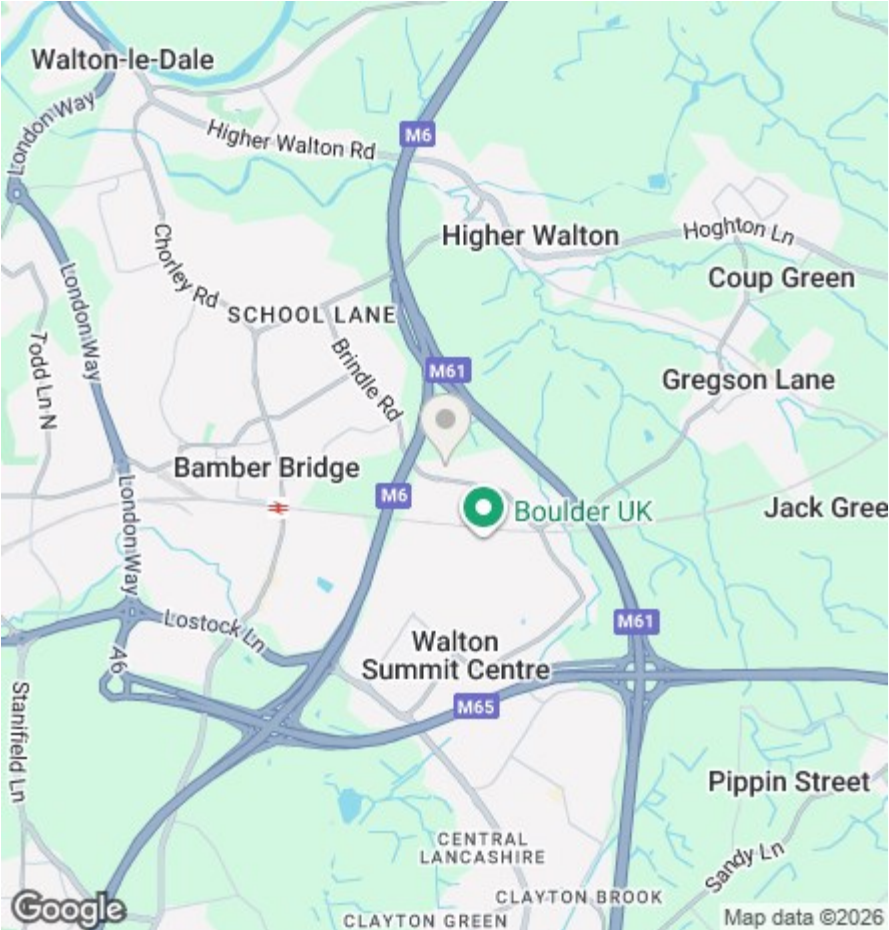 Walton-le-Dale
London Way
Higher Walton Rd
M6
Higher Walton
Hoghton Ln
Coup Green
Chorley Rd
London Way
SCHOOL LANE
Todd Ln N
Brindle Rd
M61
Gregson Lane
Bamber Bridge
M6
Boulder UK
Jack Gree
London Way
Lostock Ln
M61
Walton
Summit Centre
A6
M65
Stanifield Ln
Pippin Street
CENTRAL
LANCASHIRE
Sandy Ln
CLAYTON BROOK
CLAYTON GREEN
Google
Map data ©2026